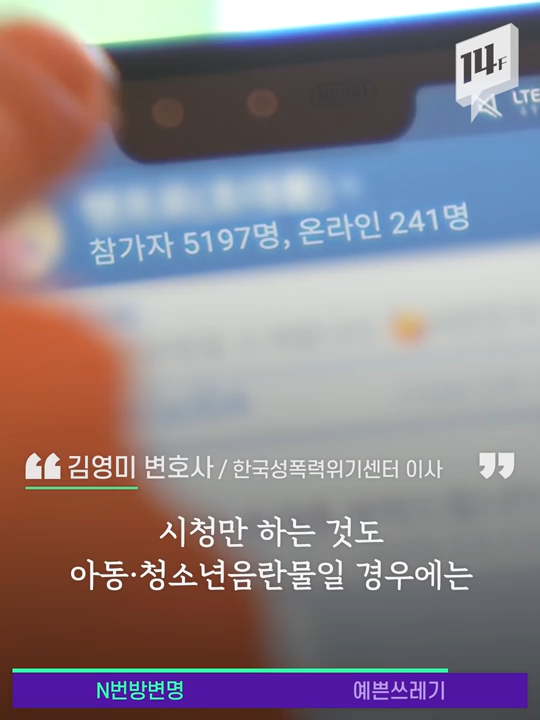 14F
LTE
참가자 5197명, 온라인 241명
김영미 변호사 / 한국성폭력위기센터 이사
시청만 하는 것도
아동·청소년음란물일 경우에는
N번방변명
예쁜쓰레기